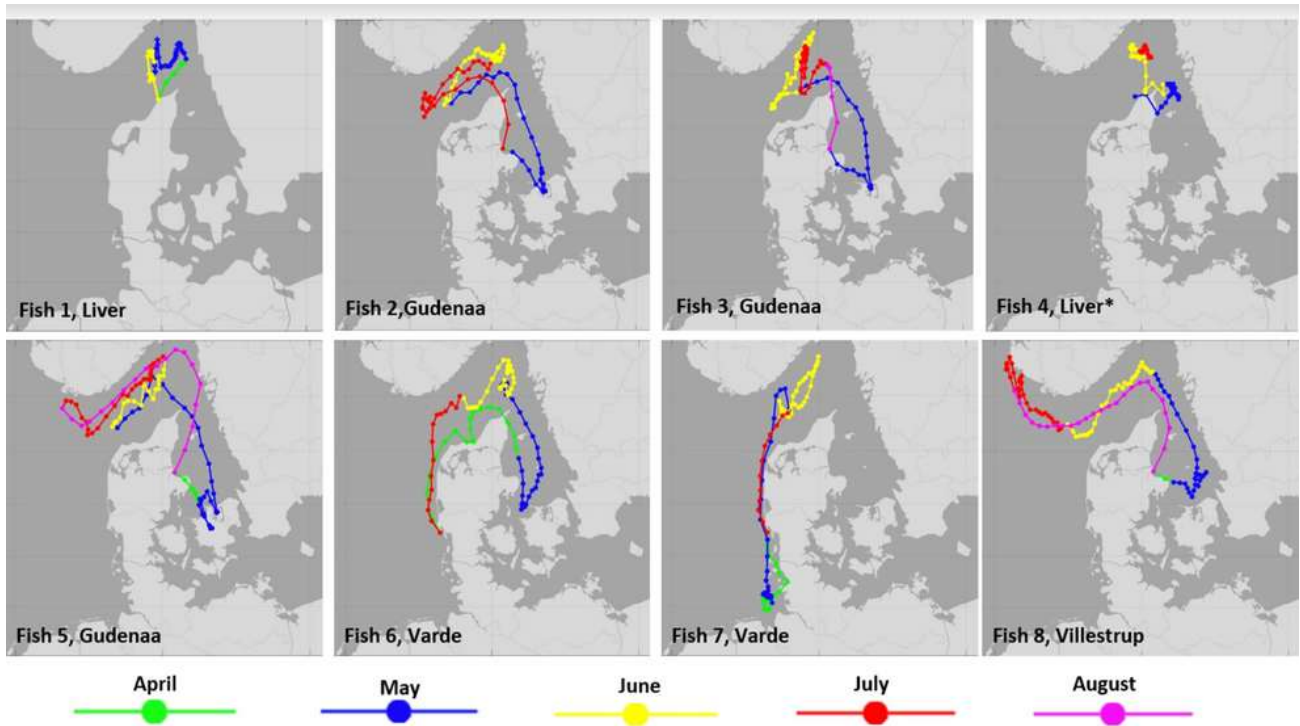 Fish 1, Liver
Fish 2,Gudenaa
Fish 3, Gudenaa
Fish 4, Liver*
Fish 5, Gudenaa
Fish 6, Varde
Fish 7, Varde
Fish 8, Villestrup
April
May
June
July
August